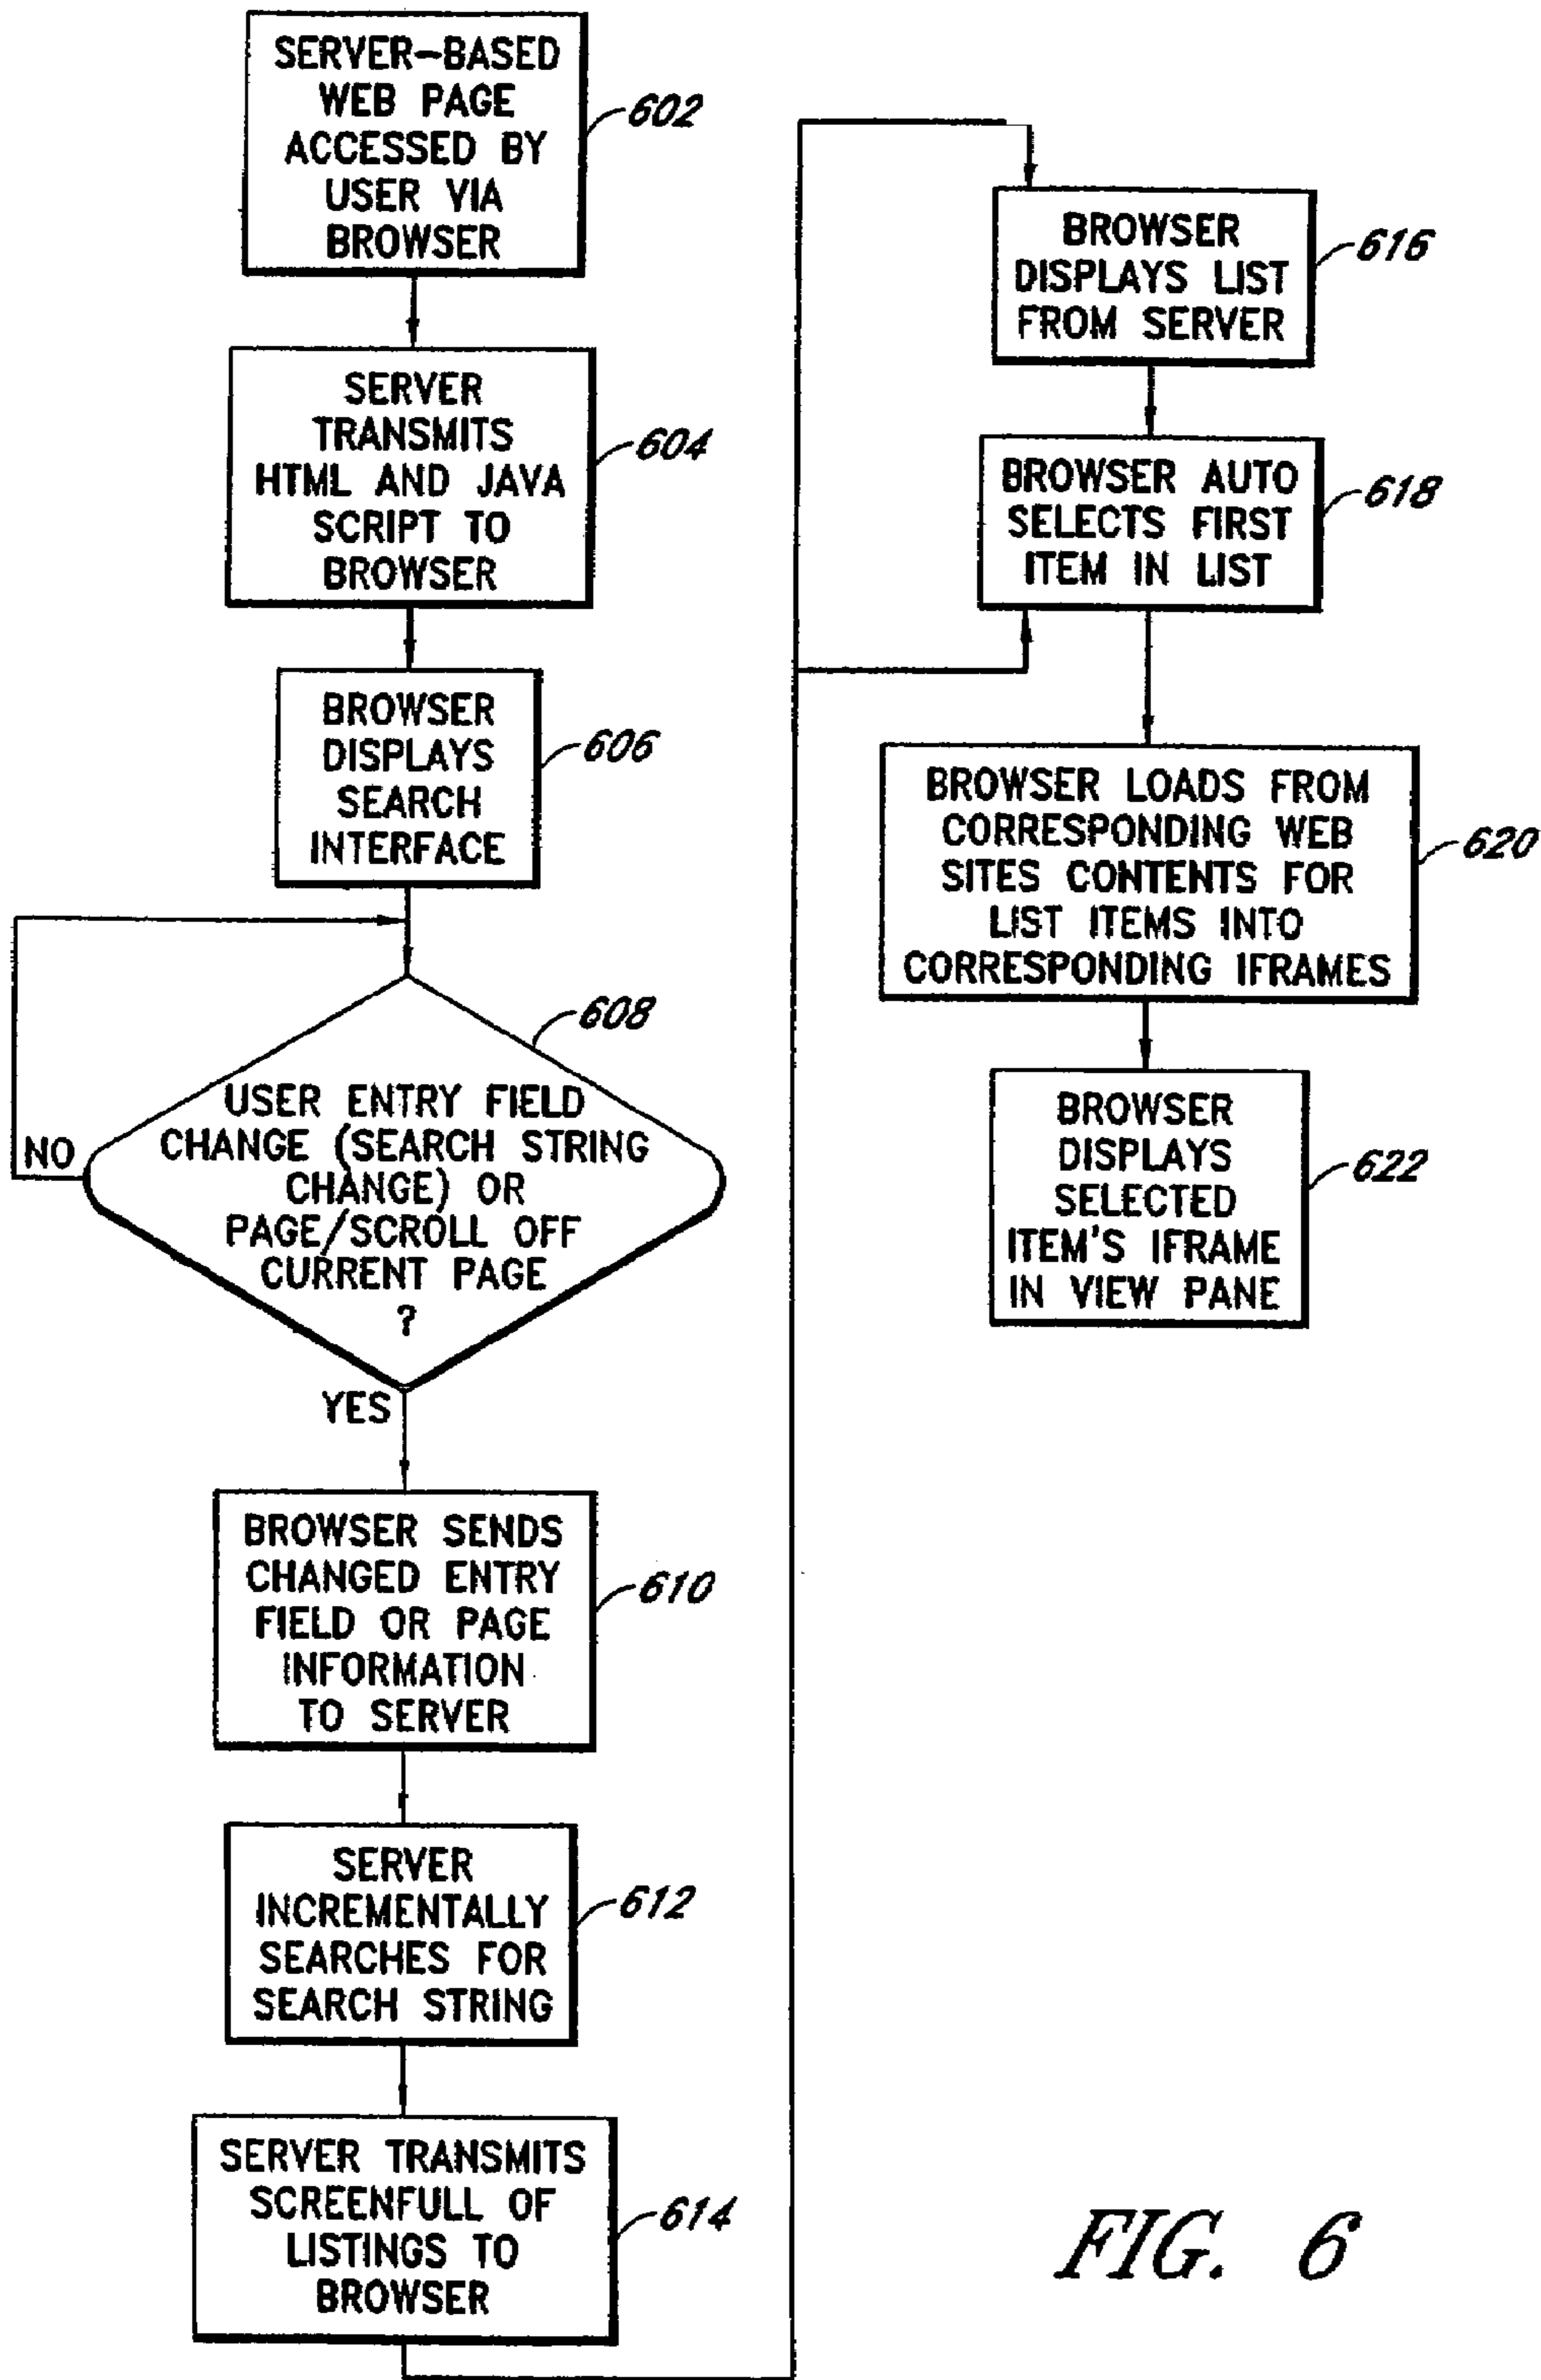 SERVER-BASED
WEB PAGE
ACCESSED BY
USER VIA
BROWSER
602
SERVER
TRANSMITS
HTML AND JAVA
SCRIPT TO
BROWSER
604
BROWSER
DISPLAYS
SEARCH
INTERFACE
606
608
USER ENTRY FIELD
CHANGE (SEARCH STRING
CHANGE) OR
PAGE/SCROLL OFF
CURRENT PAGE
?
NO
YES
BROWSER SENDS
CHANGED ENTRY
FIELD OR PAGE
INFORMATION
TO SERVER
610
SERVER
INCREMENTALLY
SEARCHES FOR
SEARCH STRING
612
SERVER TRANSMITS
SCREENFULL OF
LISTINGS TO
BROWSER
614
BROWSER
DISPLAYS LIST
FROM SERVER
616
BROWSER AUTO
SELECTS FIRST
ITEM IN LIST
618
BROWSER LOADS FROM
CORRESPONDING WEB
SITES CONTENTS FOR
LIST ITEMS INTO
CORRESPONDING IFRAMES
620
BROWSER
DISPLAYS
SELECTED
ITEM'S IFRAME
IN VIEW PANE
622
FIG. 6